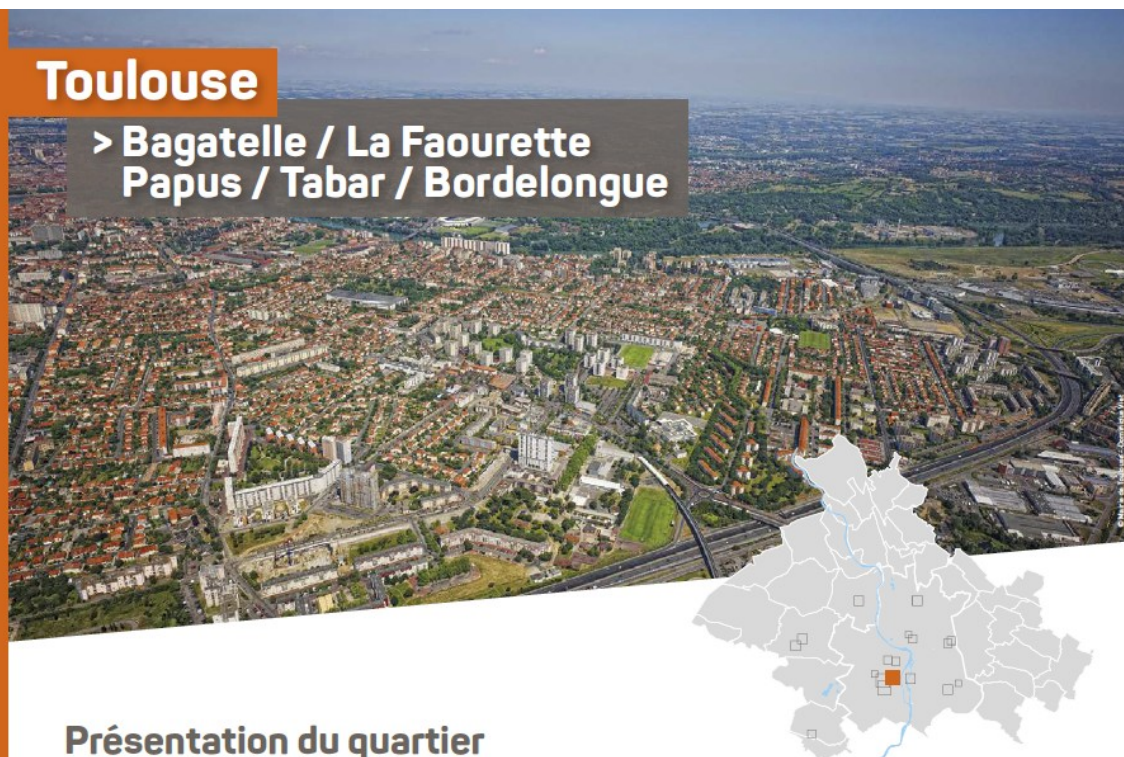 Toulouse
> Bagatelle / La Faourette
Papus / Tabar / Bordelongue
Présentation du quartier